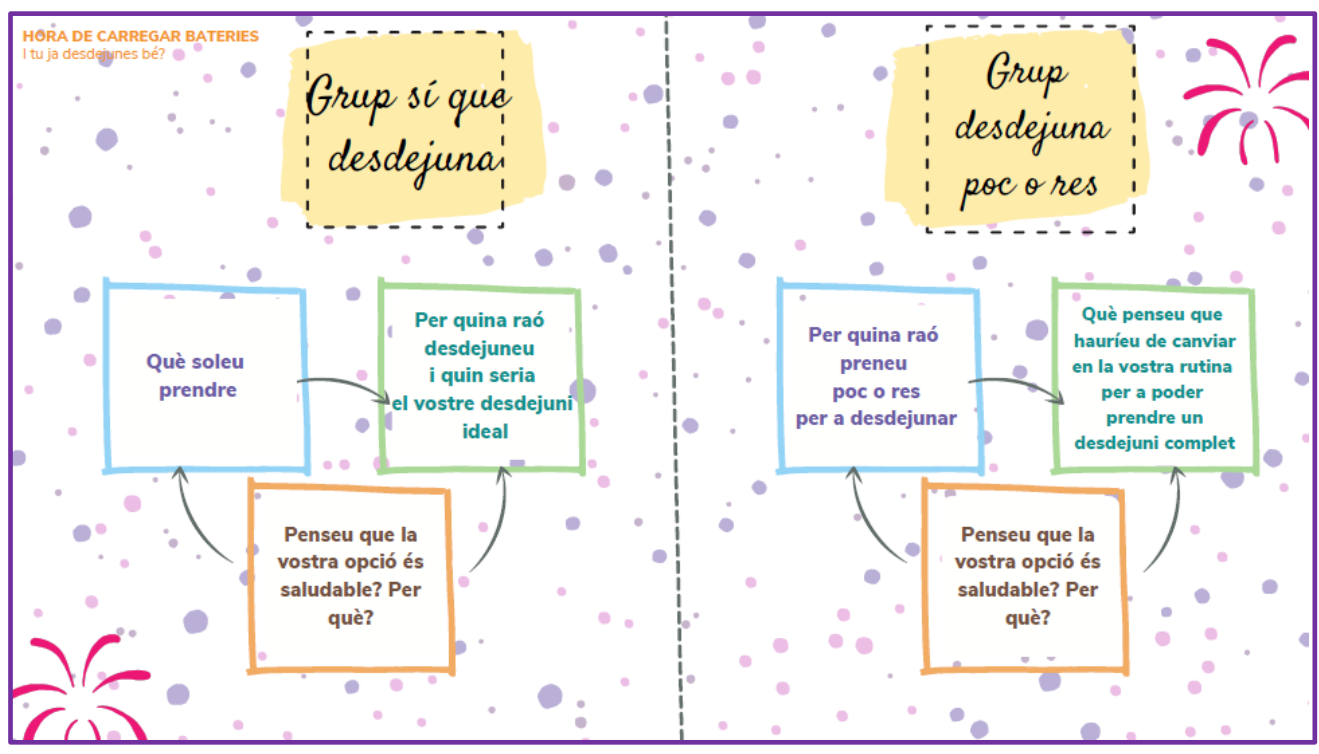 HORA DE CARREGAR BATERIES
I tu ja desdejunes bé?
Grup sí que
desdejuna
Què soleu
prendre
Per quina raó
desdejuneu
i quin seria
el vostre desdejuni
ideal
Penseu que la
vostra opció és
saludable? Per
què?
Grup
desdejuna
poc o res
Per quina raó
preneu
poc o res
per a desdejunar
Què penseu que
hauríeu de canviar
en la vostra rutina
per a poder
prendre un
desdejuni complet
Penseu que la
vostra opció és
saludable? Per
què?